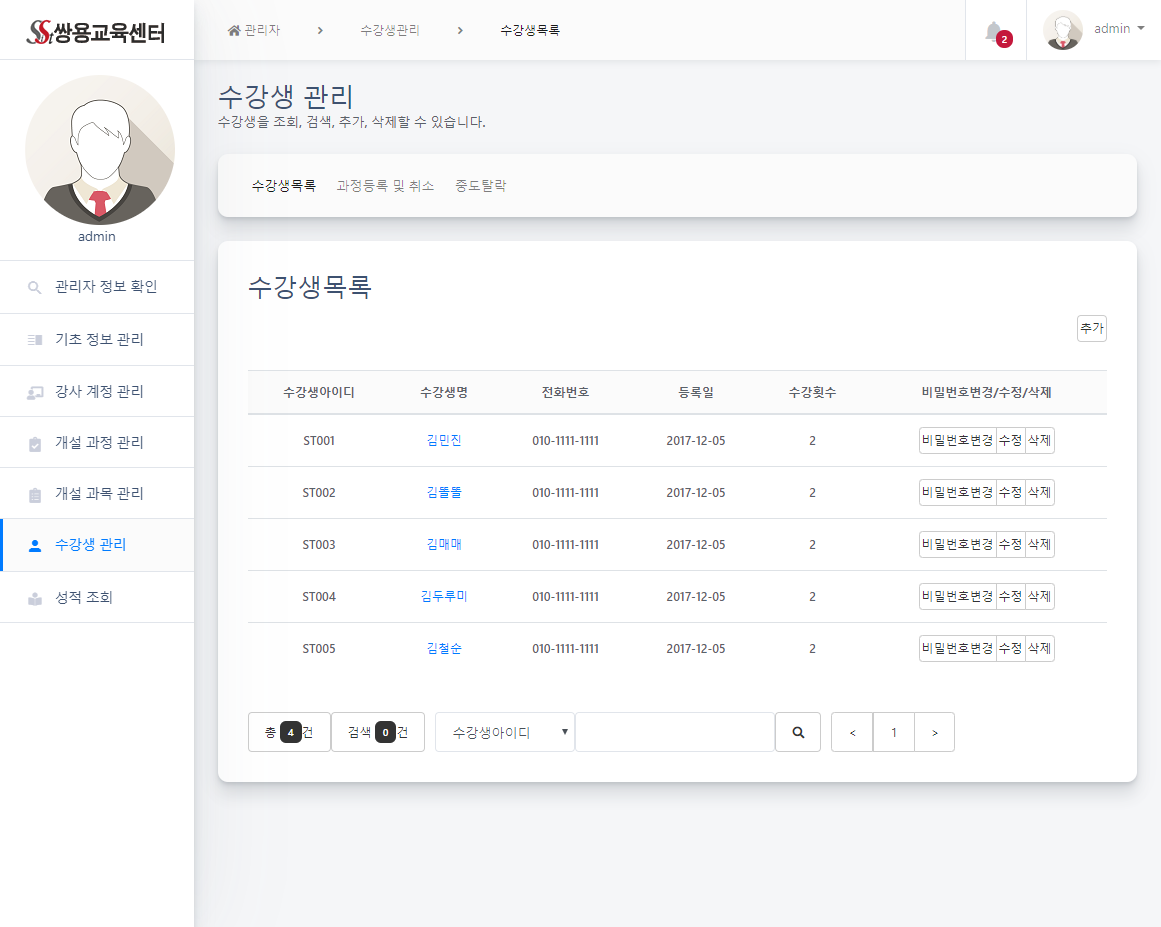 SSt쌍용교육센터
관리자 > 수강생관리 > 수강생목록
2
admin
admin
관리자 정보 확인
기초 정보 관리
강사 계정 관리
개설 과정 관리
개설 과목 관리
수강생 관리
성적 조회
수강생 관리
수강생을 조회, 검색, 추가, 삭제할 수 있습니다.
수강생목록 과정등록 및 취소 중도탈락
수강생목록
추가
수강생아이디 수강생명 전화번호 등록일 수강횟수 비밀번호변경/수정/삭제
ST001 김민진 010-1111-1111 2017-12-05 2 비밀번호변경 수정 삭제
ST002 김똘똘 010-1111-1111 2017-12-05 2 비밀번호변경 수정 삭제
ST003 김매매 010-1111-1111 2017-12-05 2 비밀번호변경 수정 삭제
ST004 김두루미 010-1111-1111 2017-12-05 2 비밀번호변경 수정 삭제
ST005 김철순 010-1111-1111 2017-12-05 2 비밀번호변경 수정 삭제
총 4 건 검색 0 건 수강생아이디 < 1 >